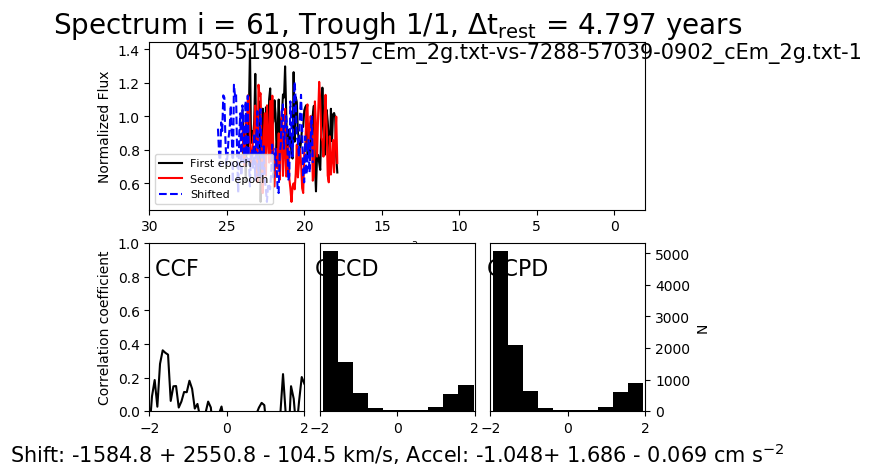 Spectrum i = 61, Trough 1/1, Δt_rest = 4.797 years
0450-51908-0157_cEm_2g.txt-vs-7288-57039-0902_cEm_2g.txt-1
Normalized Flux
1.4
1.2
1.0
0.8
0.6
First epoch
Second epoch
Shifted
30 25 20 15 10 5 0
Correlation coefficient
1.0
0.8
0.6
0.4
0.2
0.0
CCF
CCCD
CCPD
5000
4000
3000
2000
1000
0
N
−2 0 2
−2 0 2
−2 0 2
Shift: -1584.8 + 2550.8 - 104.5 km/s, Accel: -1.048+ 1.686 - 0.069 cm s⁻²